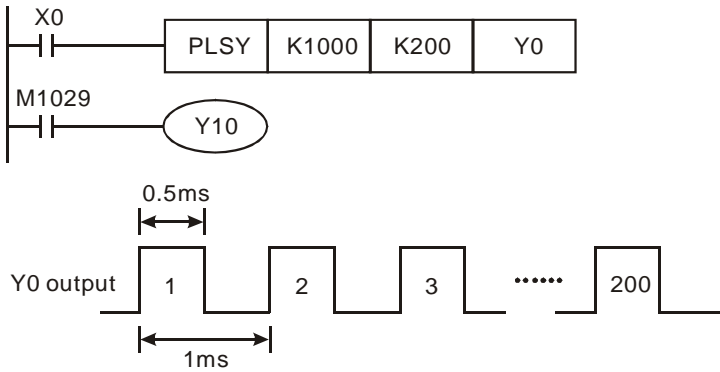 X0
PLSY K1000 K200 Y0
M1029
Y10
0.5ms
Y0 output 1 2 3 ...... 200
1ms